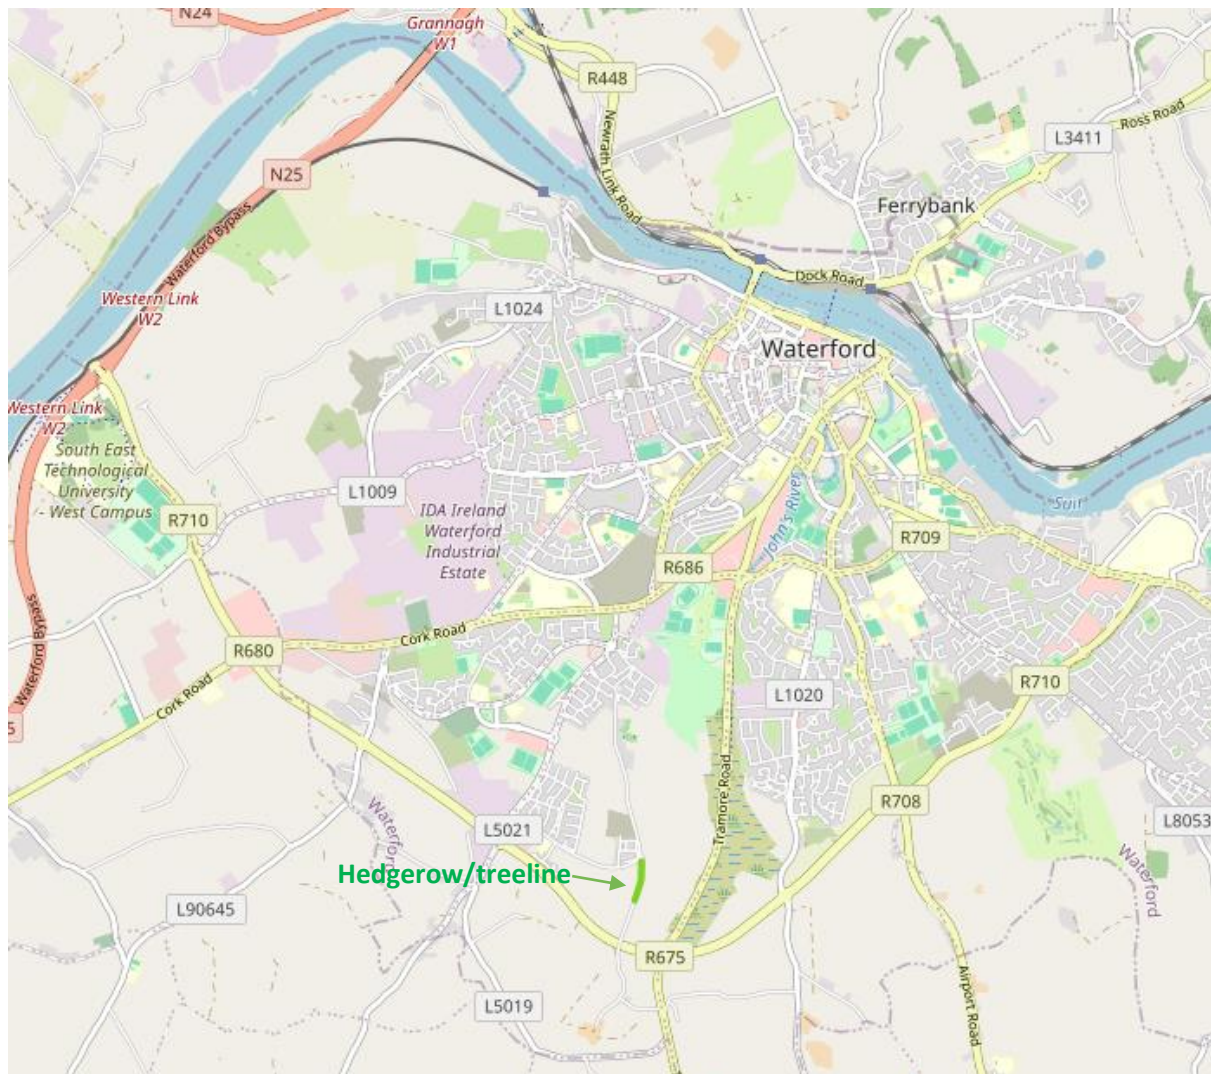 N24
Grannagh
W1
R448
Newrath Link Road
L3411
Ross Road
N25
Waterford Bypass
Ferrybank
Dock Road
Western Link
W2
L1024
Waterford
Western Link
W2
South East
Technological
University
- West Campus
L1009
IDA Ireland
Waterford
Industrial
Estate
John's River
Suir
R710
R709
R686
Waterford Bypass
Cork Road
R680
Cork Road
L1020
R710
Tramore Road
R708
Waterford
L5021
L8053
Waterford
Hedgerow/treeline
L90645
R675
L5019
Airport Road